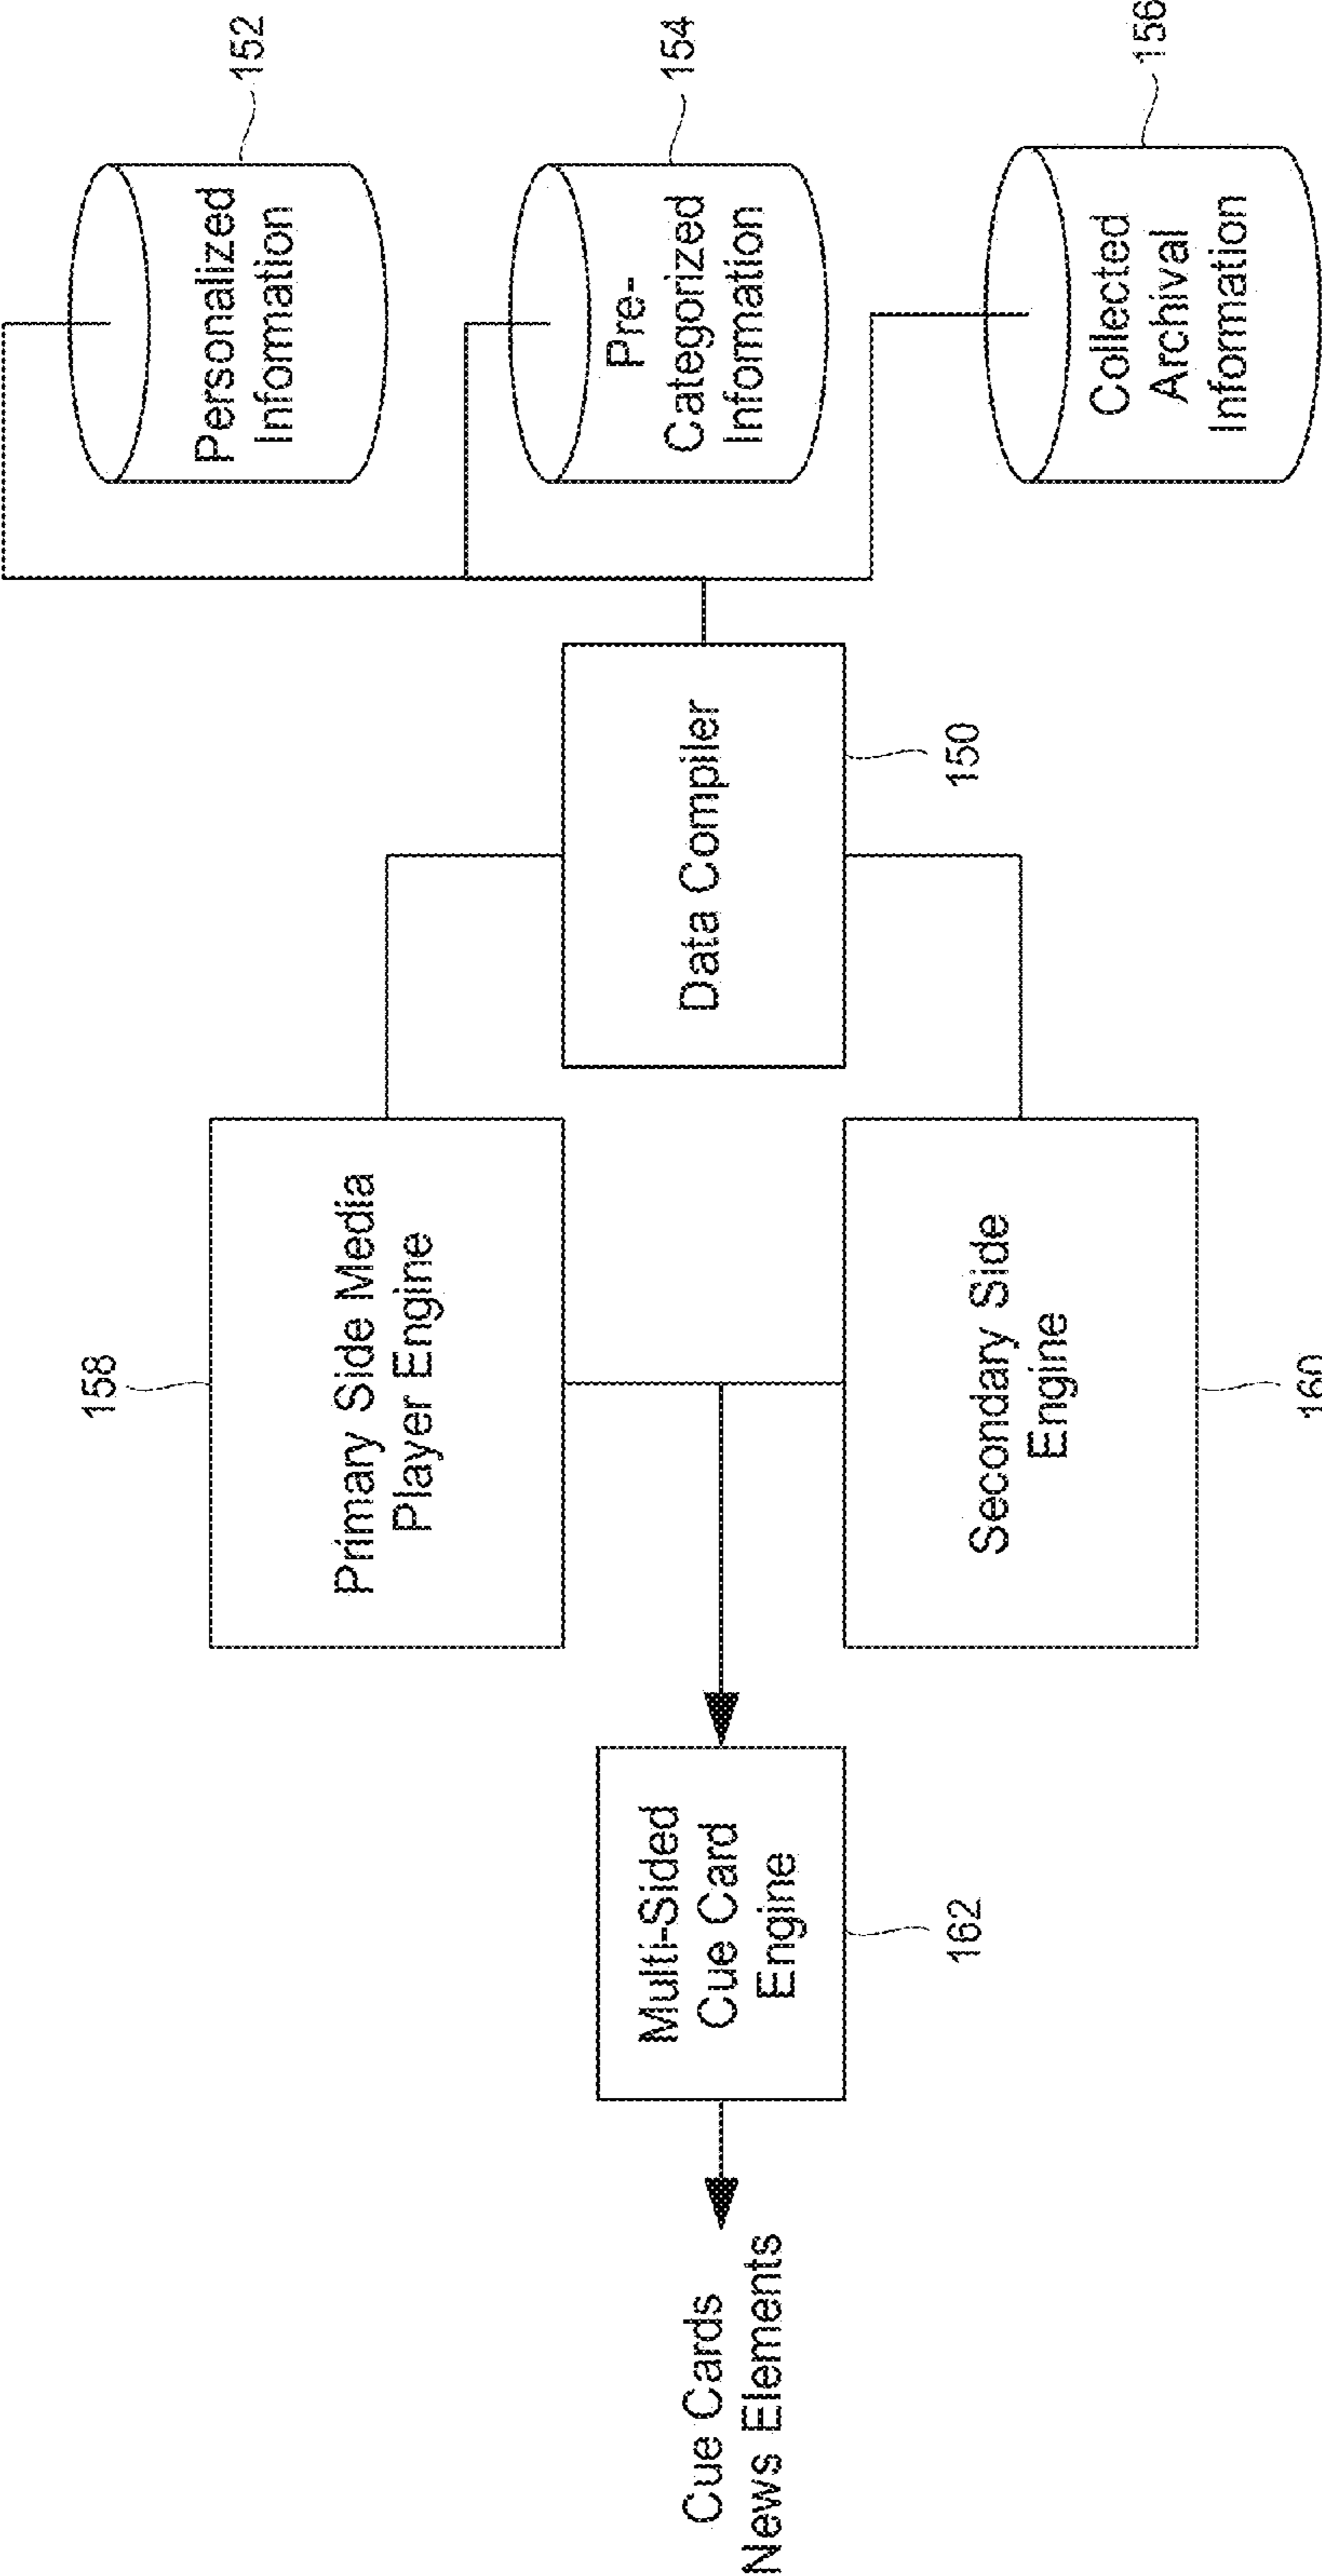 152
Personalized
Information
154
Pre-
Categorized
Information
156
Collected
Archival
Information
Data Compiler
150
158
Primary Side Media
Player Engine
Secondary Side
Engine
160
Multi-Sided
Cue Card
Engine
162
Cue Cards
News Elements